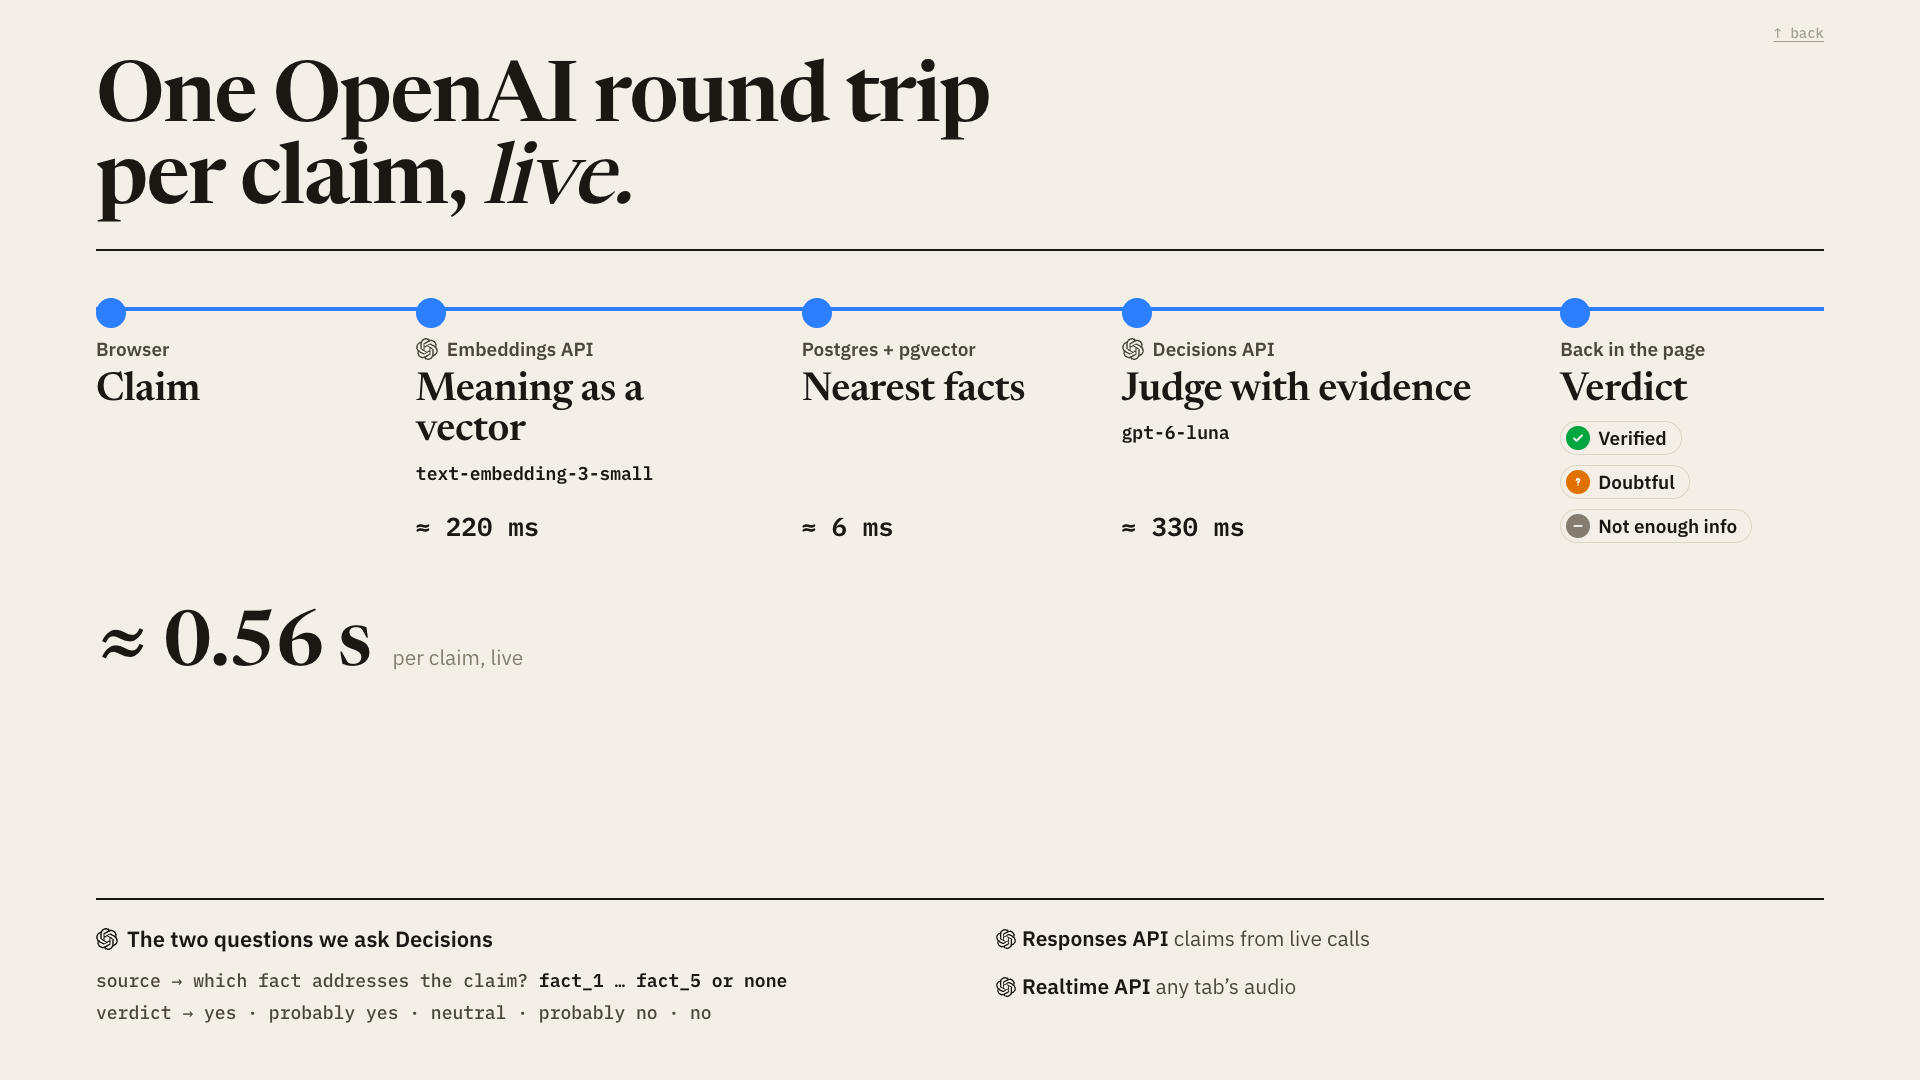 ↑ back
One OpenAI round trip
per claim, live.
Browser
Claim
Embeddings API
Meaning as a
vector
text-embedding-3-small
≈ 220 ms
Postgres + pgvector
Nearest facts
≈ 6 ms
Decisions API
Judge with evidence
gpt-6-luna
≈ 330 ms
Back in the page
Verdict
Verified
? Doubtful
Not enough info
≈ 0.56 s per claim, live
The two questions we ask Decisions
source → which fact addresses the claim? fact_1 … fact_5 or none
verdict → yes · probably yes · neutral · probably no · no
Responses API claims from live calls
Realtime API any tab’s audio